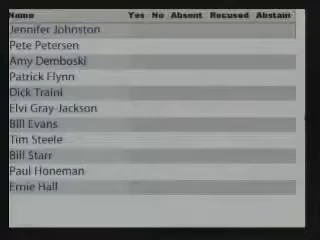 Name Yes No Absent Recused Abstain
Jennifer Johnston
Pete Petersen
Amy Demboski
Patrick Flynn
Dick Traini
Elvi Gray-Jackson
Bill Evans
Tim Steele
Bill Starr
Paul Honeman
Ernie Hall